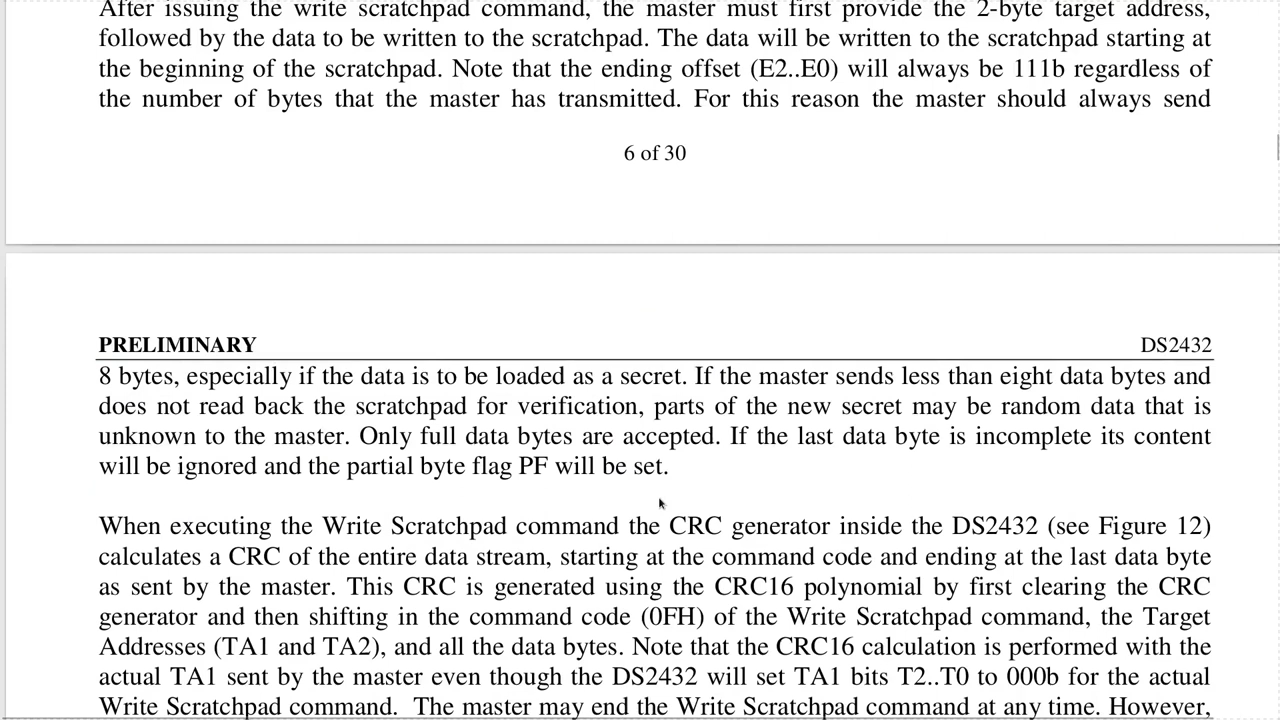 After issuing the write scratchpad command, the master must first provide the 2-byte target address,
followed by the data to be written to the scratchpad. The data will be written to the scratchpad starting at
the beginning of the scratchpad. Note that the ending offset (E2..E0) will always be 111b regardless of
the number of bytes that the master has transmitted. For this reason the master should always send
6 of 30
PRELIMINARY DS2432
8 bytes, especially if the data is to be loaded as a secret. If the master sends less than eight data bytes and
does not read back the scratchpad for verification, parts of the new secret may be random data that is
unknown to the master. Only full data bytes are accepted. If the last data byte is incomplete its content
will be ignored and the partial byte flag PF will be set.
When executing the Write Scratchpad command the CRC generator inside the DS2432 (see Figure 12)
calculates a CRC of the entire data stream, starting at the command code and ending at the last data byte
as sent by the master. This CRC is generated using the CRC16 polynomial by first clearing the CRC
generator and then shifting in the command code (0FH) of the Write Scratchpad command, the Target
Addresses (TA1 and TA2), and all the data bytes. Note that the CRC16 calculation is performed with the
actual TA1 sent by the master even though the DS2432 will set TA1 bits T2..T0 to 000b for the actual
Write Scratchpad command. The master may end the Write Scratchpad command at any time. However,